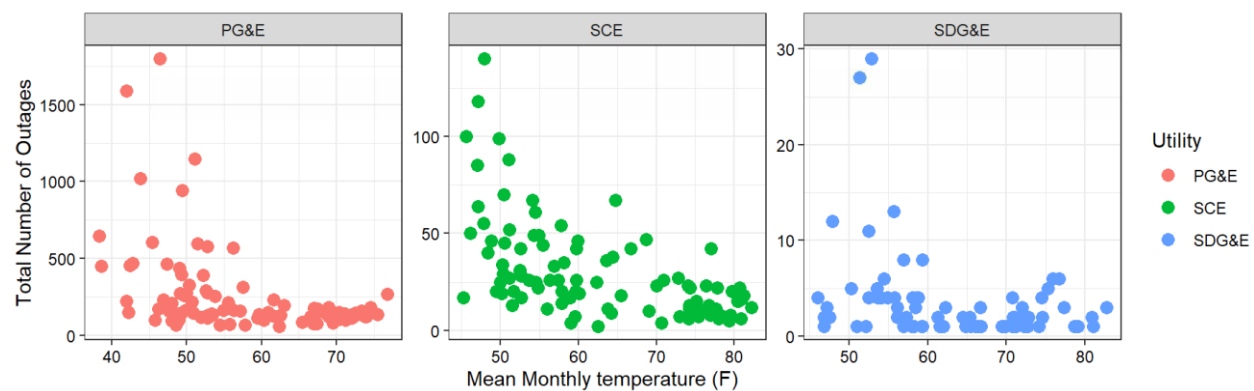 PG&E
SCE
SDG&E
Total Number of Outages
1500
1000
500
0
100
50
0
30
20
10
0
40 50 60 70
50 60 70 80
50 60 70 80
Mean Monthly temperature (F)
Utility
PG&E
SCE
SDG&E